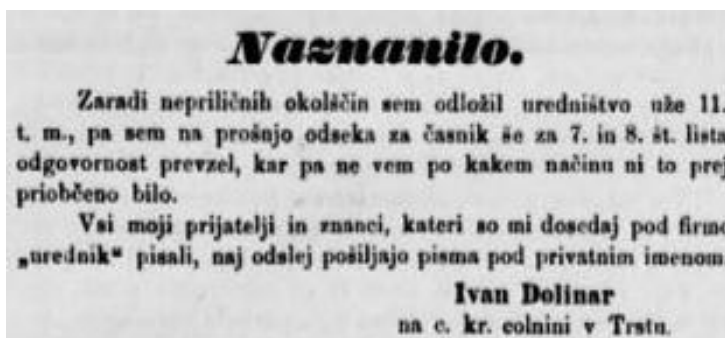 Naznanilo.
Zaradi nepriličnih okolščin sem odložil uredništvo uže 11.
t. m., pa sem na prošnjo odseka za časnik še za 7. in 8. št. lista
odgovornost prevzel, kar pa ne vem po kakem načinu ni to prej
priobčeno bilo.
Vsi moji prijatelji in znanci, kateri so mi dosedaj pod firmo
„urednik“ pisali, naj odslej pošiljajo pisma pod privatnim imenom
Ivan Dolinar
na c. kr. colnini v Trstu.